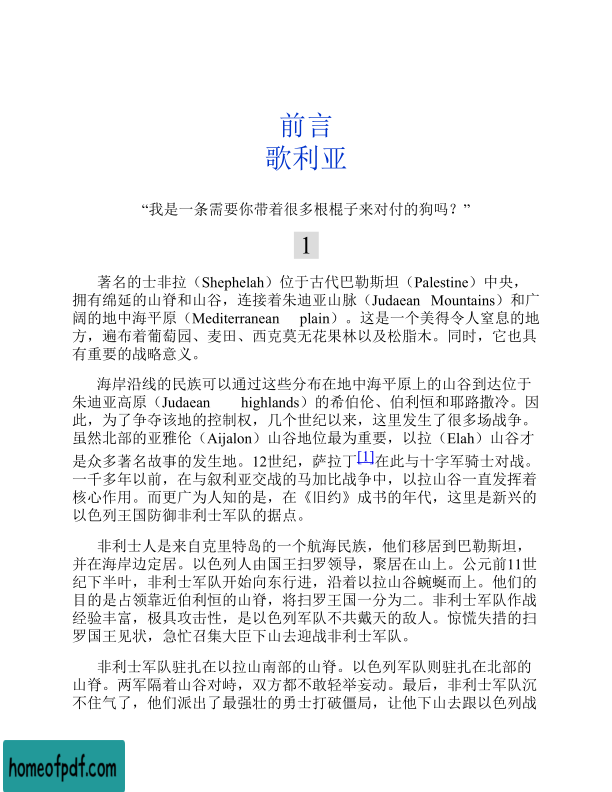 前言
歌利亚
“我是一条需要你带着很多根棍子来对付的狗吗？”
1
著名的士非拉（Shephelah）位于古代巴勒斯坦（Palestine）中央，
拥有绵延的山脊和山谷，连接着朱迪亚山脉（Judaean Mountains）和广
阔的地中海平原（Mediterranean plain）。这是一个美得令人窒息的地
方，遍布着葡萄园、麦田、西克莫无花果林以及松脂木。同时，它也具
有重要的战略意义。
海岸沿线的民族可以通过这些分布在地中海平原上的山谷到达位于
朱迪亚高原（Judaean highlands）的希伯伦、伯利恒和耶路撒冷。因
此，为了争夺该地的控制权，几个世纪以来，这里发生了很多场战争。
虽然北部的亚雅伦（Aijalon）山谷地位最为重要，以拉（Elah）山谷才
是众多著名故事的发生地。12世纪，萨拉丁[1]在此与十字军骑士对战。
一千多年以前，在与叙利亚交战的马加比战争中，以拉山谷一直发挥着
核心作用。而更广为人知的是，在《旧约》成书的年代，这里是新兴的
以色列王国防御非利士军队的据点。
非利士人是来自克里特岛的一个航海民族，他们移居到巴勒斯坦，
并在海岸边定居。以色列人由国王扫罗领导，聚居在山上。公元前11世
纪下半叶，非利士军队开始向东行进，沿着以拉山谷蜿蜒而上。他们的
目的是占领靠近伯利恒的山脊，将扫罗王国一分为二。非利士军队作战
经验丰富，极具攻击性，是以色列军队不共戴天的敌人。惊慌失措的扫
罗国王见状，急忙召集大臣下山去迎战非利士军队。
非利士军队驻扎在以拉山南部的山脊。以色列军队则驻扎在北部的
山脊。两军隔着山谷对峙，双方都不敢轻举妄动。最后，非利士军队沉
不住气了，他们派出了最强壮的勇士打破僵局，让他下山去跟以色列战
homeofpdf.com